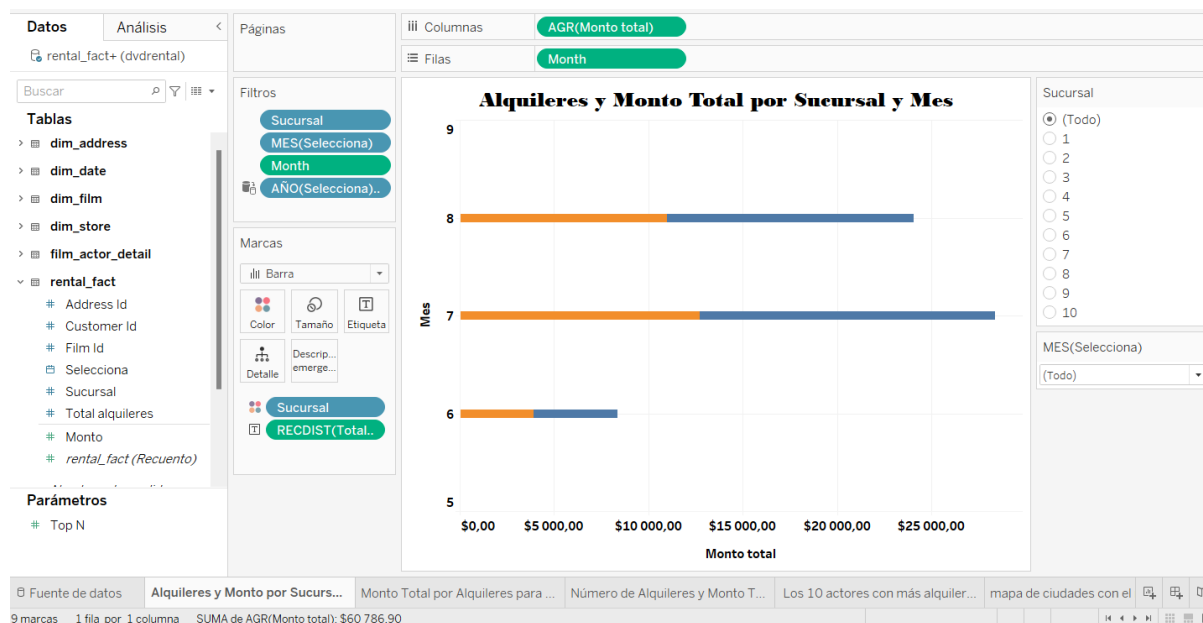 Datos Análisis
rental_fact+ (dvdrental)
Buscar
Tablas
dim_address
dim_date
dim_film
dim_store
film_actor_detail
rental_fact
Address Id
Customer Id
Film Id
Selecciona
Sucursal
Total alquileres
Monto
rental_fact (Recuento)
Parámetros
Top N
Páginas
Filtros
Sucursal
MES(Selecciona)
Month
AÑO(Selecciona)..
Marcas
Barra
Color Tamaño Etiqueta
Detalle Descrip... emerge...
Sucursal
RECDIST(Total..
Columnas AGR(Monto total)
Filas Month
Alquileres y Monto Total por Sucursal y Mes
9
8
7
6
5
Mes
$0,00 $5 000,00 $10 000,00 $15 000,00 $20 000,00 $25 000,00
Monto total
Sucursal
(Todo)
1
2
3
4
5
6
7
8
9
10
MES(Selecciona)
(Todo)
Fuente de datos Alquileres y Monto por Sucurs... Monto Total por Alquileres para ... Número de Alquileres y Monto T... Los 10 actores con más alquiler... mapa de ciudades con el
9 marcas 1 fila por 1 columna SUMA de AGR(Monto total): $60 786,90